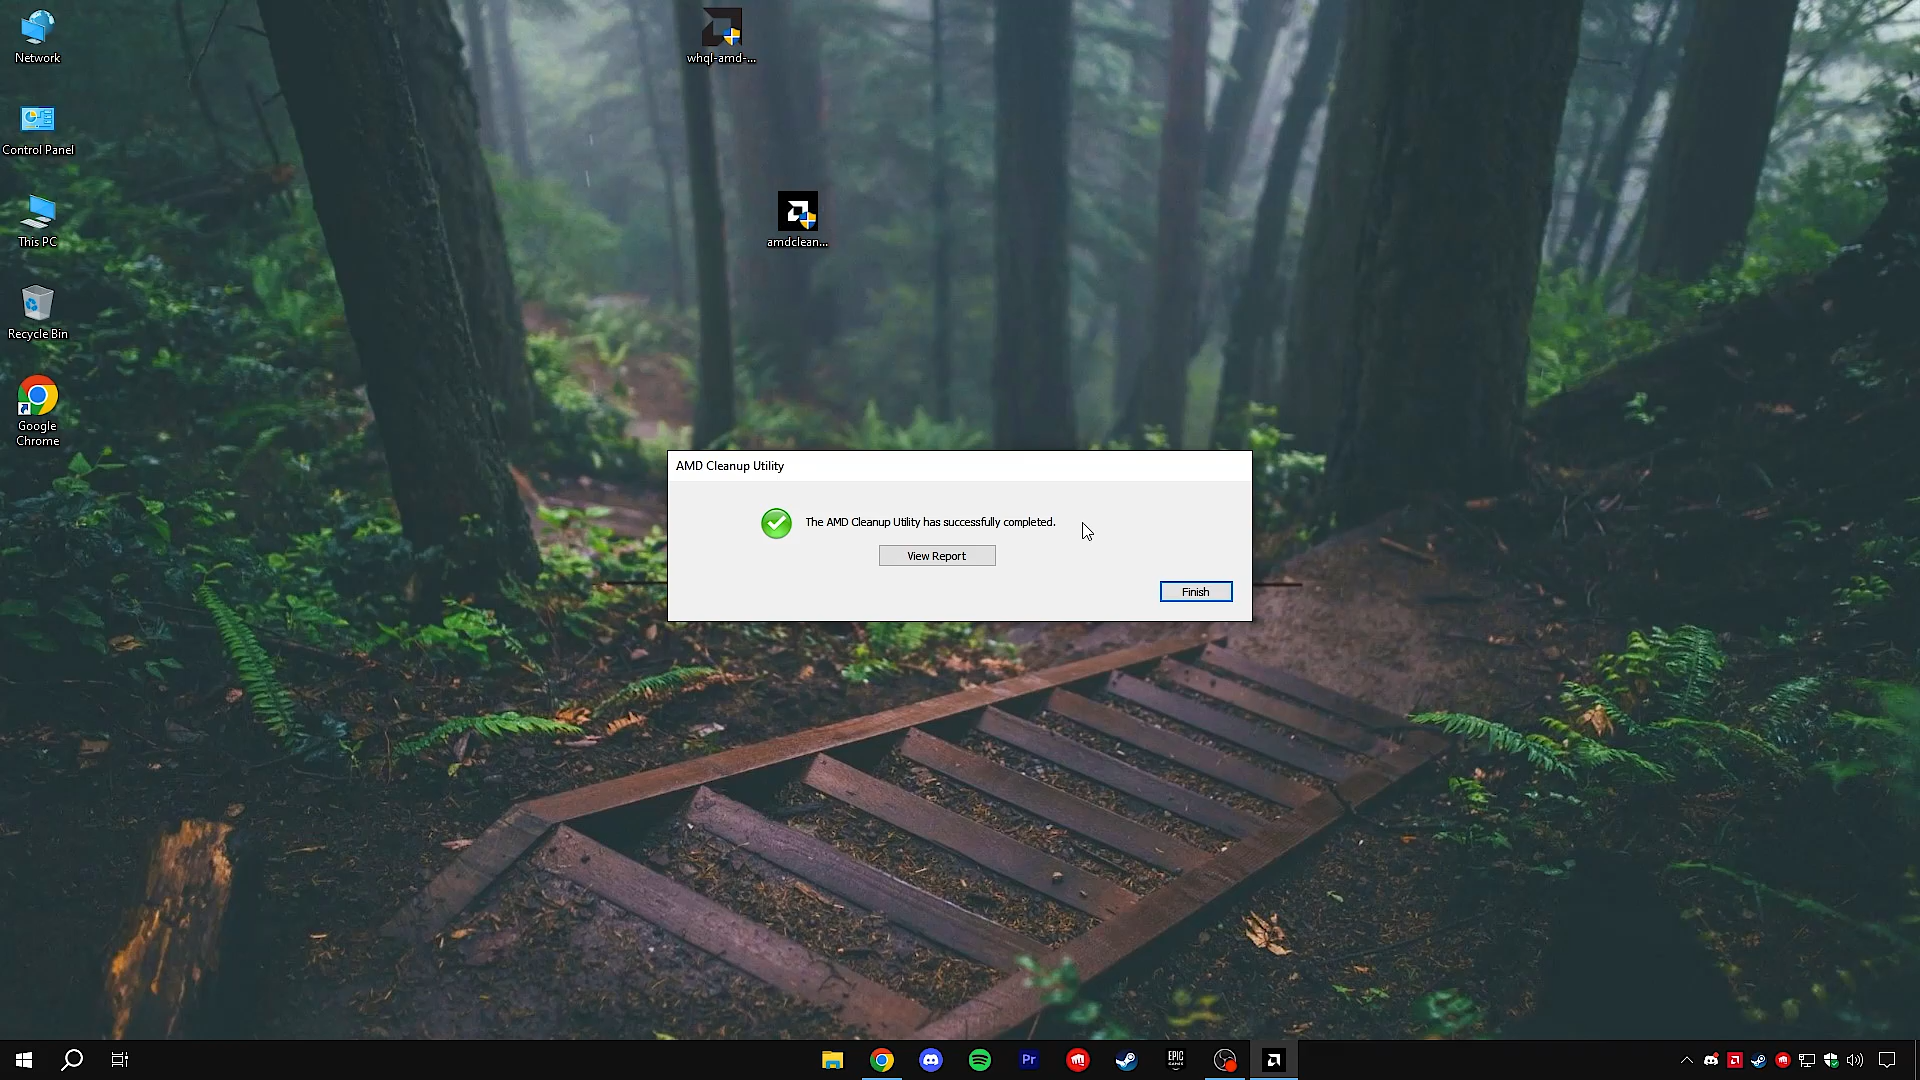 Network
Control Panel
This PC
Recycle Bin
Google
Chrome
whql-amd-...
amdclean...
AMD Cleanup Utility
The AMD Cleanup Utility has successfully completed.
View Report
Finish
Pr
EPIC
GAMES